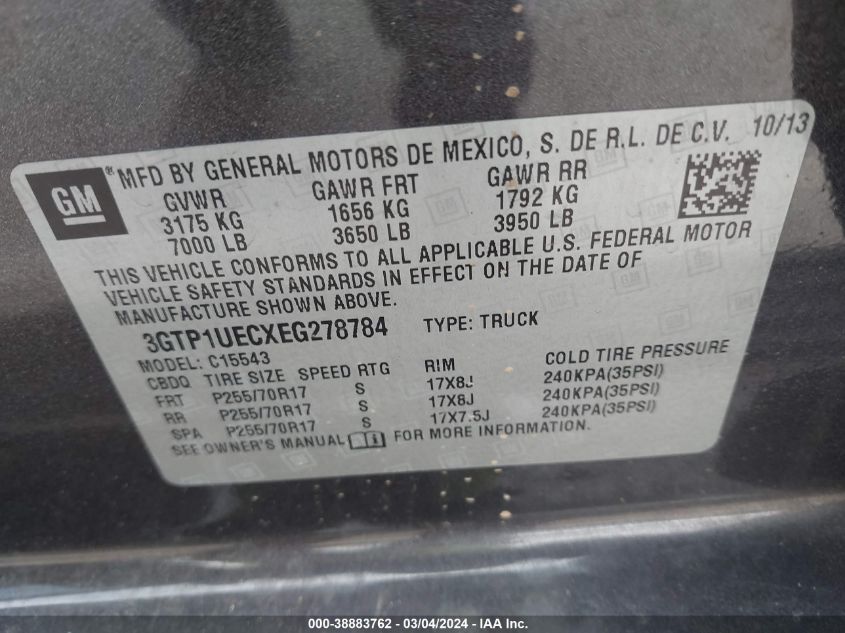 GM ® MFD BY GENERAL MOTORS DE MEXICO, S. DE R.L. DE C.V. 10/13
GVWR GAWR FRT GAWR RR
3175 KG 1656 KG 1792 KG
7000 LB 3650 LB 3950 LB
THIS VEHICLE CONFORMS TO ALL APPLICABLE U.S. FEDERAL MOTOR
VEHICLE SAFETY STANDARDS IN EFFECT ON THE DATE OF
MANUFACTURE SHOWN ABOVE.
3GTP1UECXEG278784 TYPE: TRUCK
MODEL: C15543
CBDQ TIRE SIZE SPEED RTG RIM COLD TIRE PRESSURE
FRT P255/70R17 S 17X8J 240KPA(35PSI)
RR P255/70R17 S 17X8J 240KPA(35PSI)
SPA P255/70R17 S 17X7.5J 240KPA(35PSI)
SEE OWNER'S MANUAL FOR MORE INFORMATION.
000-38883762 - 03/04/2024 - IAA Inc.